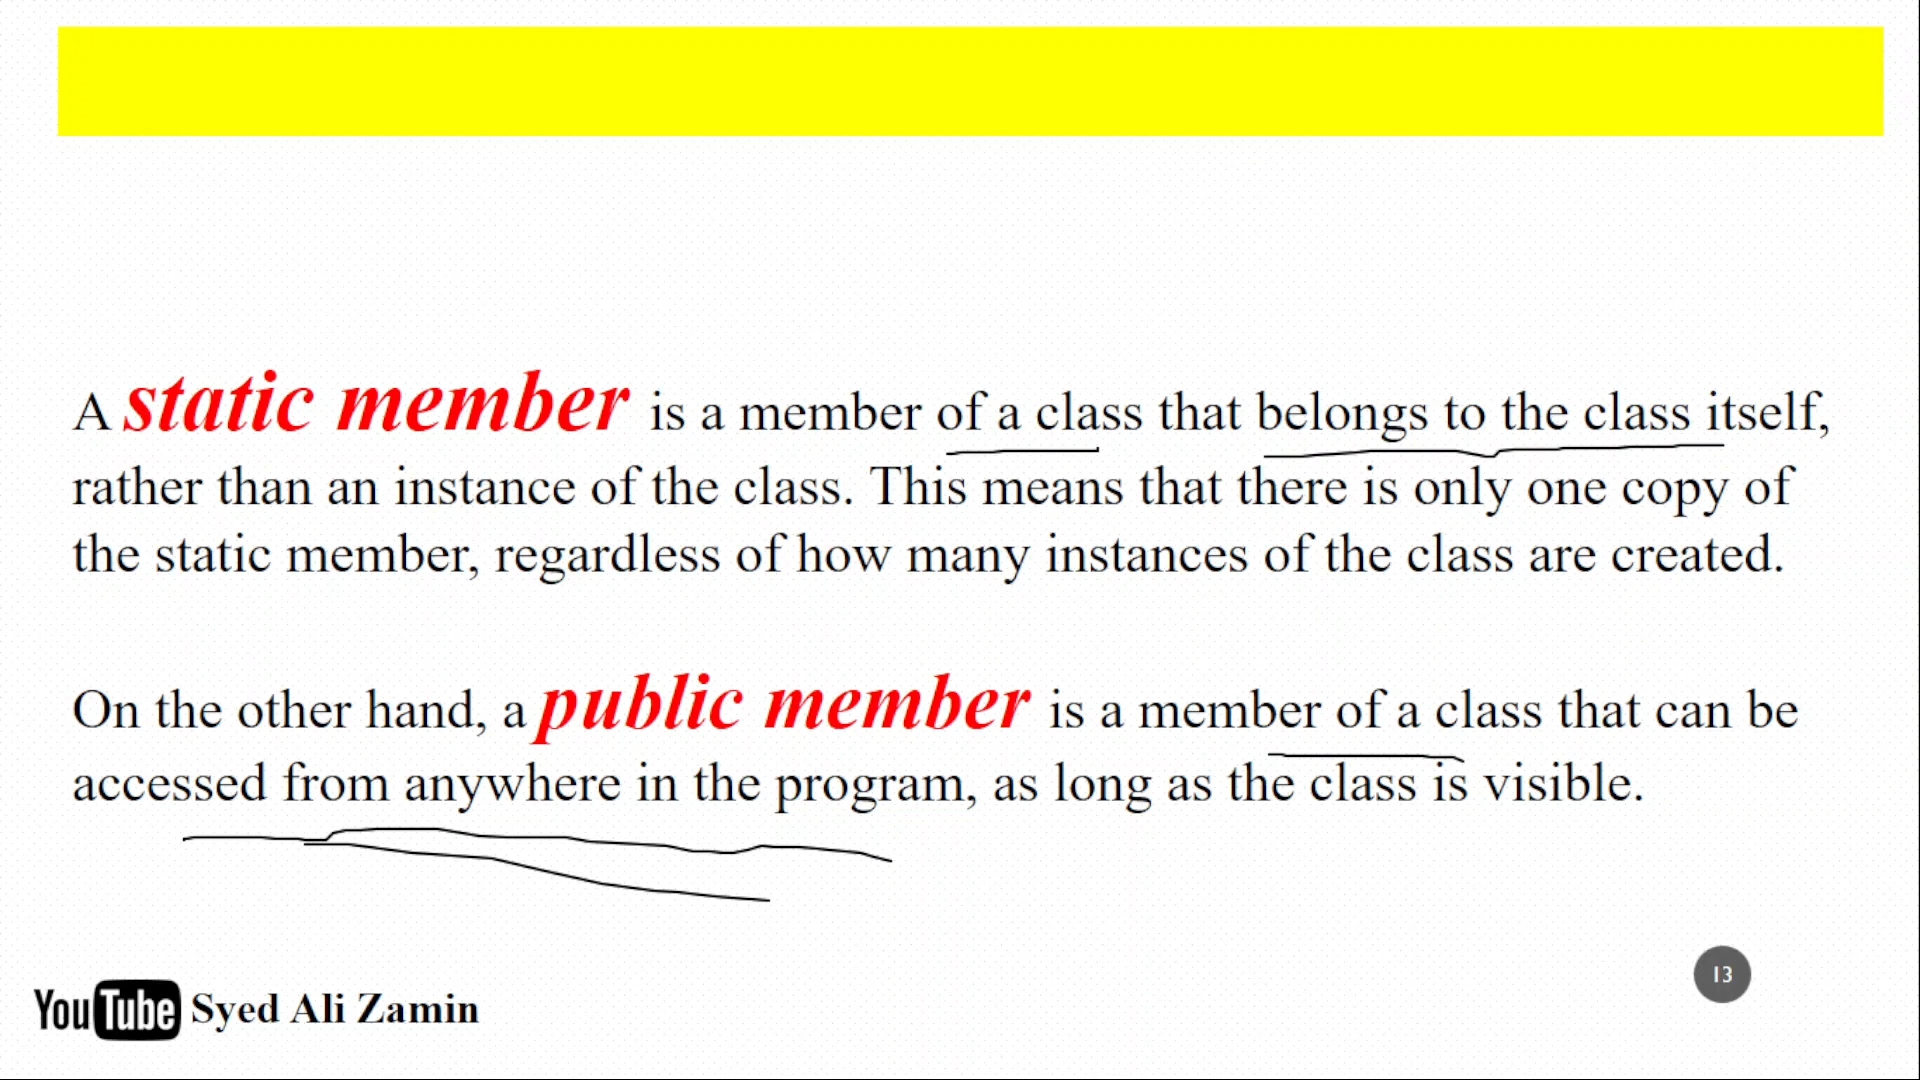 A static member is a member of a class that belongs to the class itself,
rather than an instance of the class. This means that there is only one copy of
the static member, regardless of how many instances of the class are created.
On the other hand, a public member is a member of a class that can be
accessed from anywhere in the program, as long as the class is visible.
13
YouTube Syed Ali Zamin